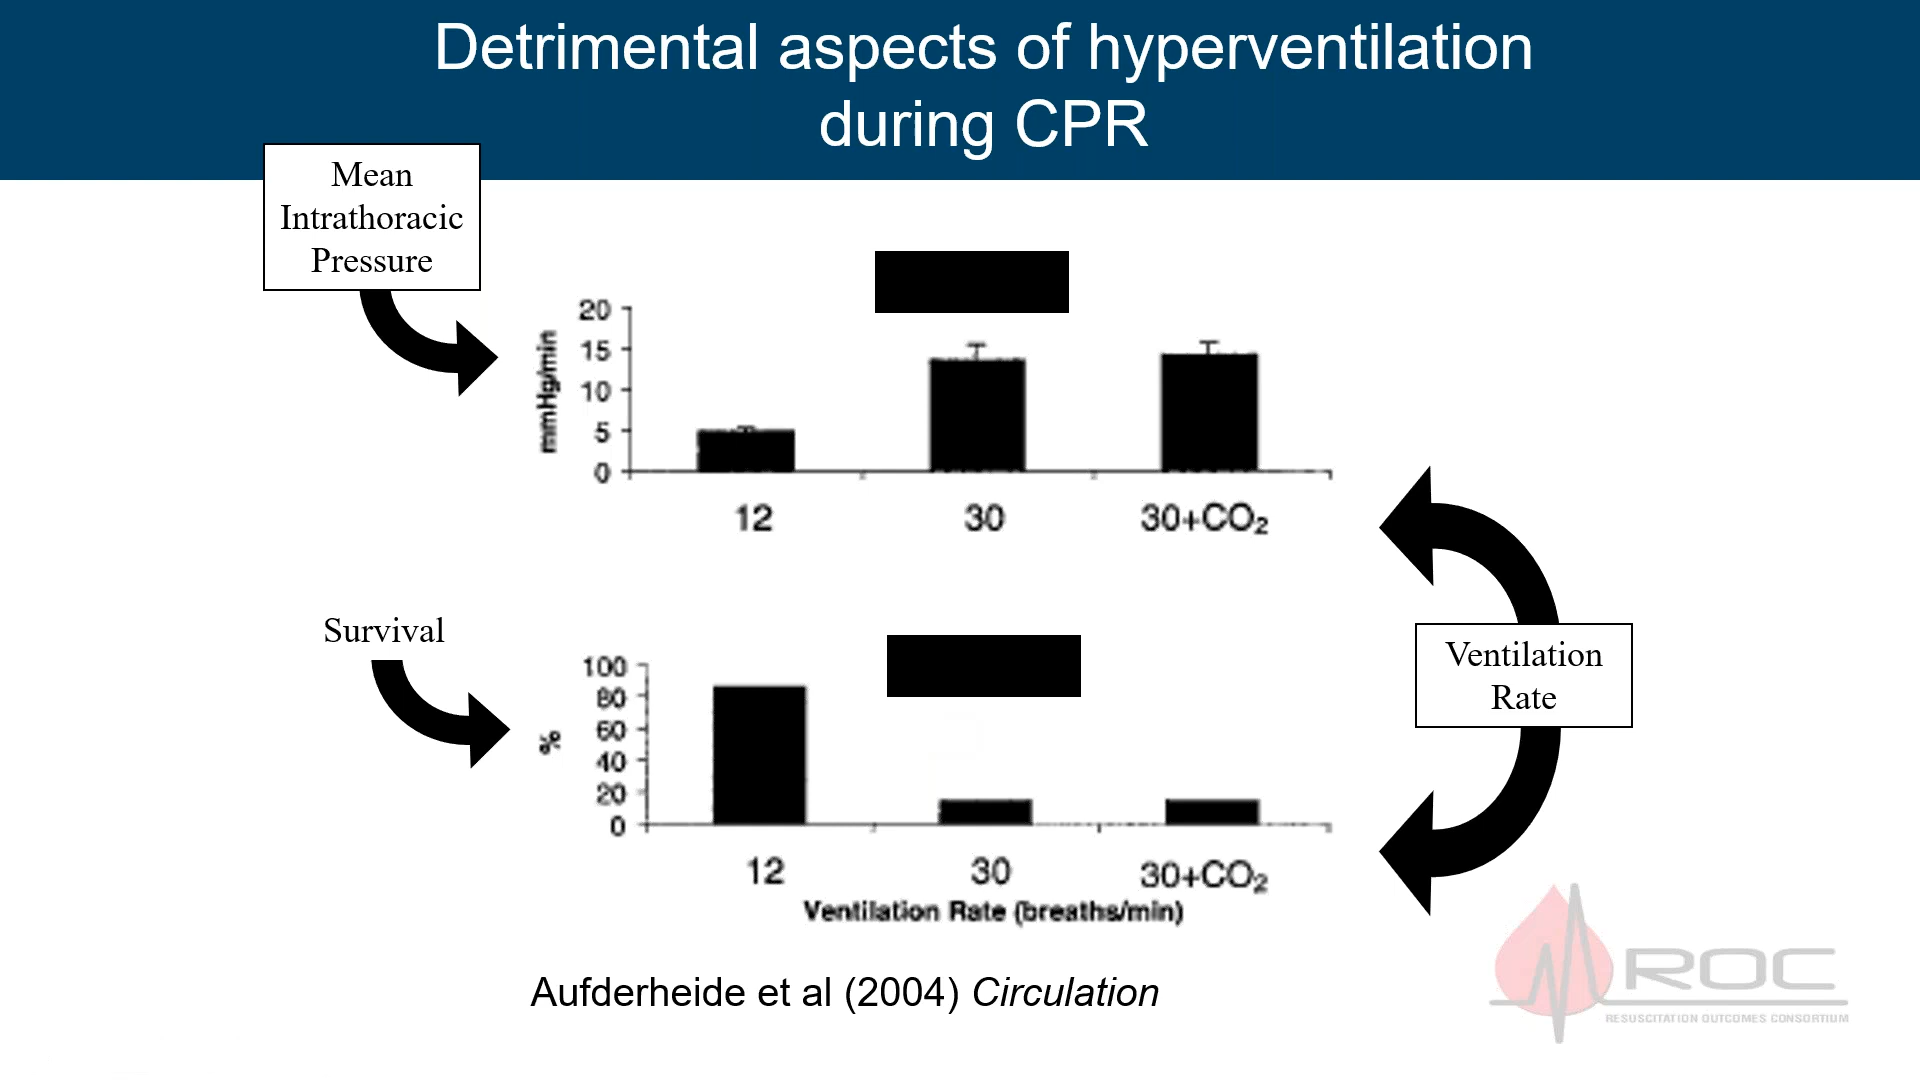 Detrimental aspects of hyperventilation
during CPR
Mean
Intrathoracic
Pressure
mmHg/min
20
15
10
5
0
12 30 30+CO₂
Survival
%
100
80
60
40
20
0
12 30 30+CO₂
Ventilation Rate (breaths/min)
Ventilation
Rate
Aufderheide et al (2004) Circulation
ROC
RESUSCITATION OUTCOMES CONSORTIUM